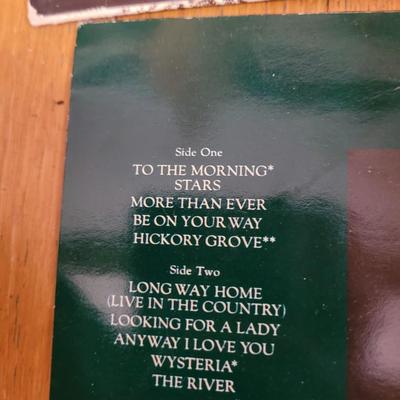 Side One
TO THE MORNING*
STARS
MORE THAN EVER
BE ON YOUR WAY
HICKORY GROVE**
Side Two
LONG WAY HOME
(LIVE IN THE COUNTRY)
LOOKING FOR A LADY
ANYWAY I LOVE YOU
WYSTERIA*
THE RIVER